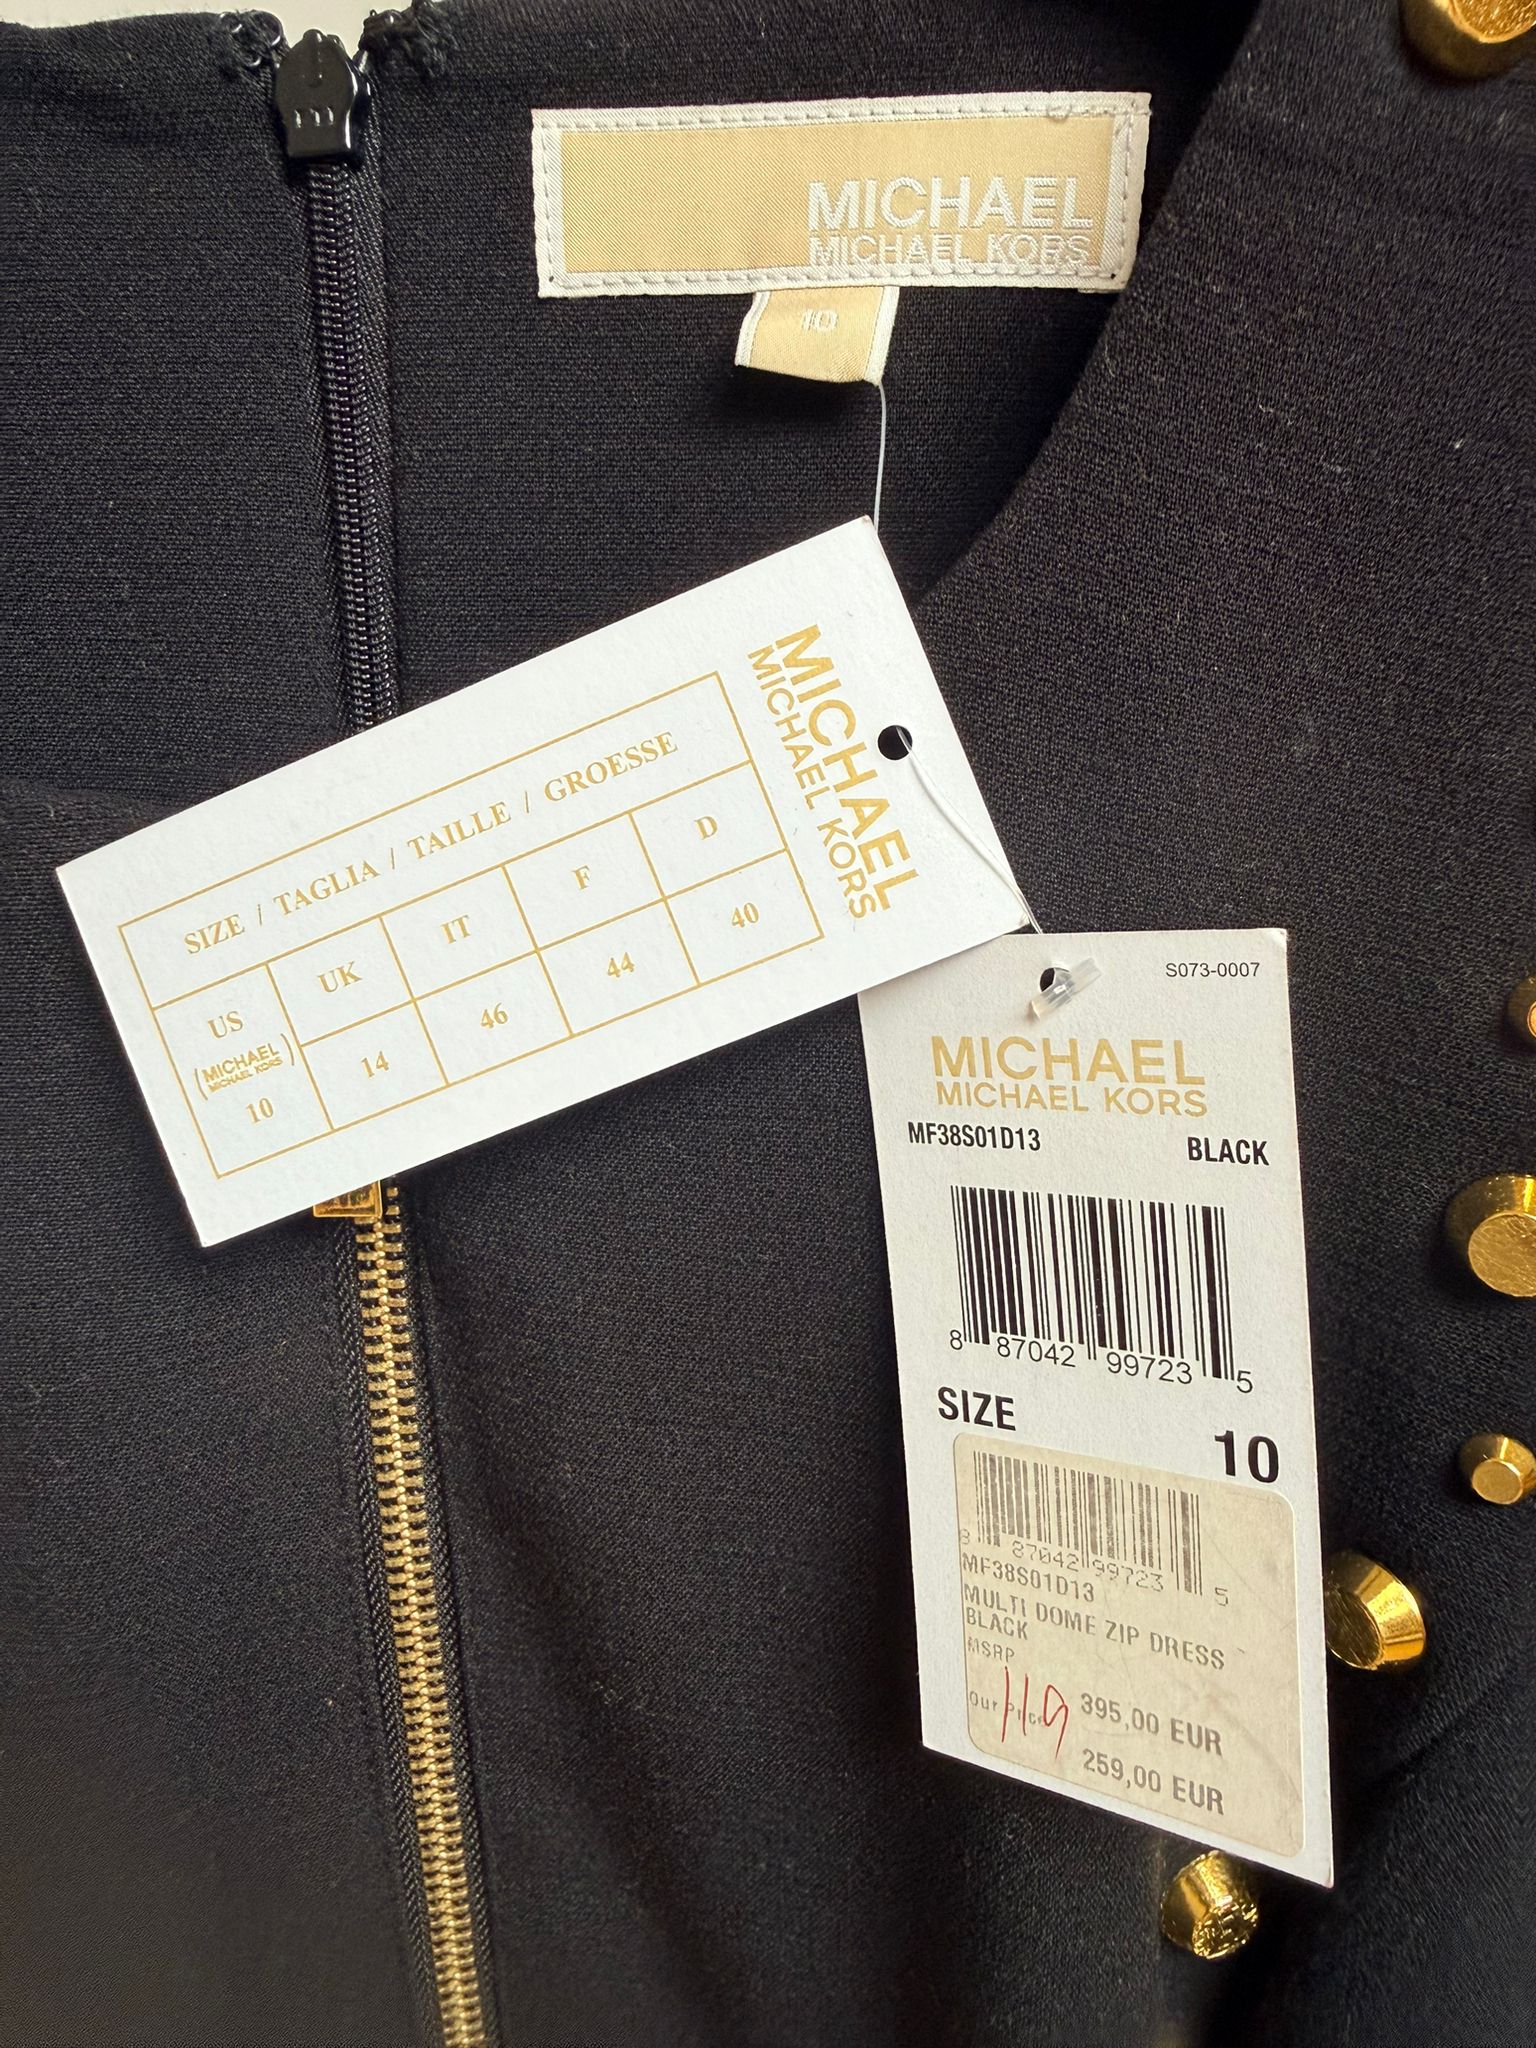 MICHAEL
MICHAEL KORS
10
MICHAEL
MICHAEL KORS
SIZE / TAGLIA / TAILLE / GROESSE
US UK IT F D
(MICHAEL
MICHAEL KORS)
10 14 46 44 40
S073-0007
MICHAEL
MICHAEL KORS
MF38S01D13 BLACK
8 87042 99723 5
SIZE
10
8 87042 99723 5
MF38S01D13
MULTI DOME ZIP DRESS
BLACK
MSRP
395,00 EUR
Our Price
119
259,00 EUR